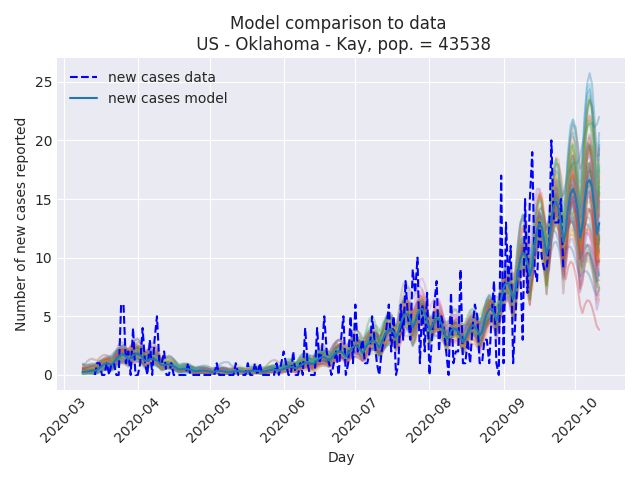 Model comparison to data
US - Oklahoma - Kay, pop. = 43538
new cases data
new cases model
Number of new cases reported
25
20
15
10
5
0
2020-03
2020-04
2020-05
2020-06
2020-07
2020-08
2020-09
2020-10
Day